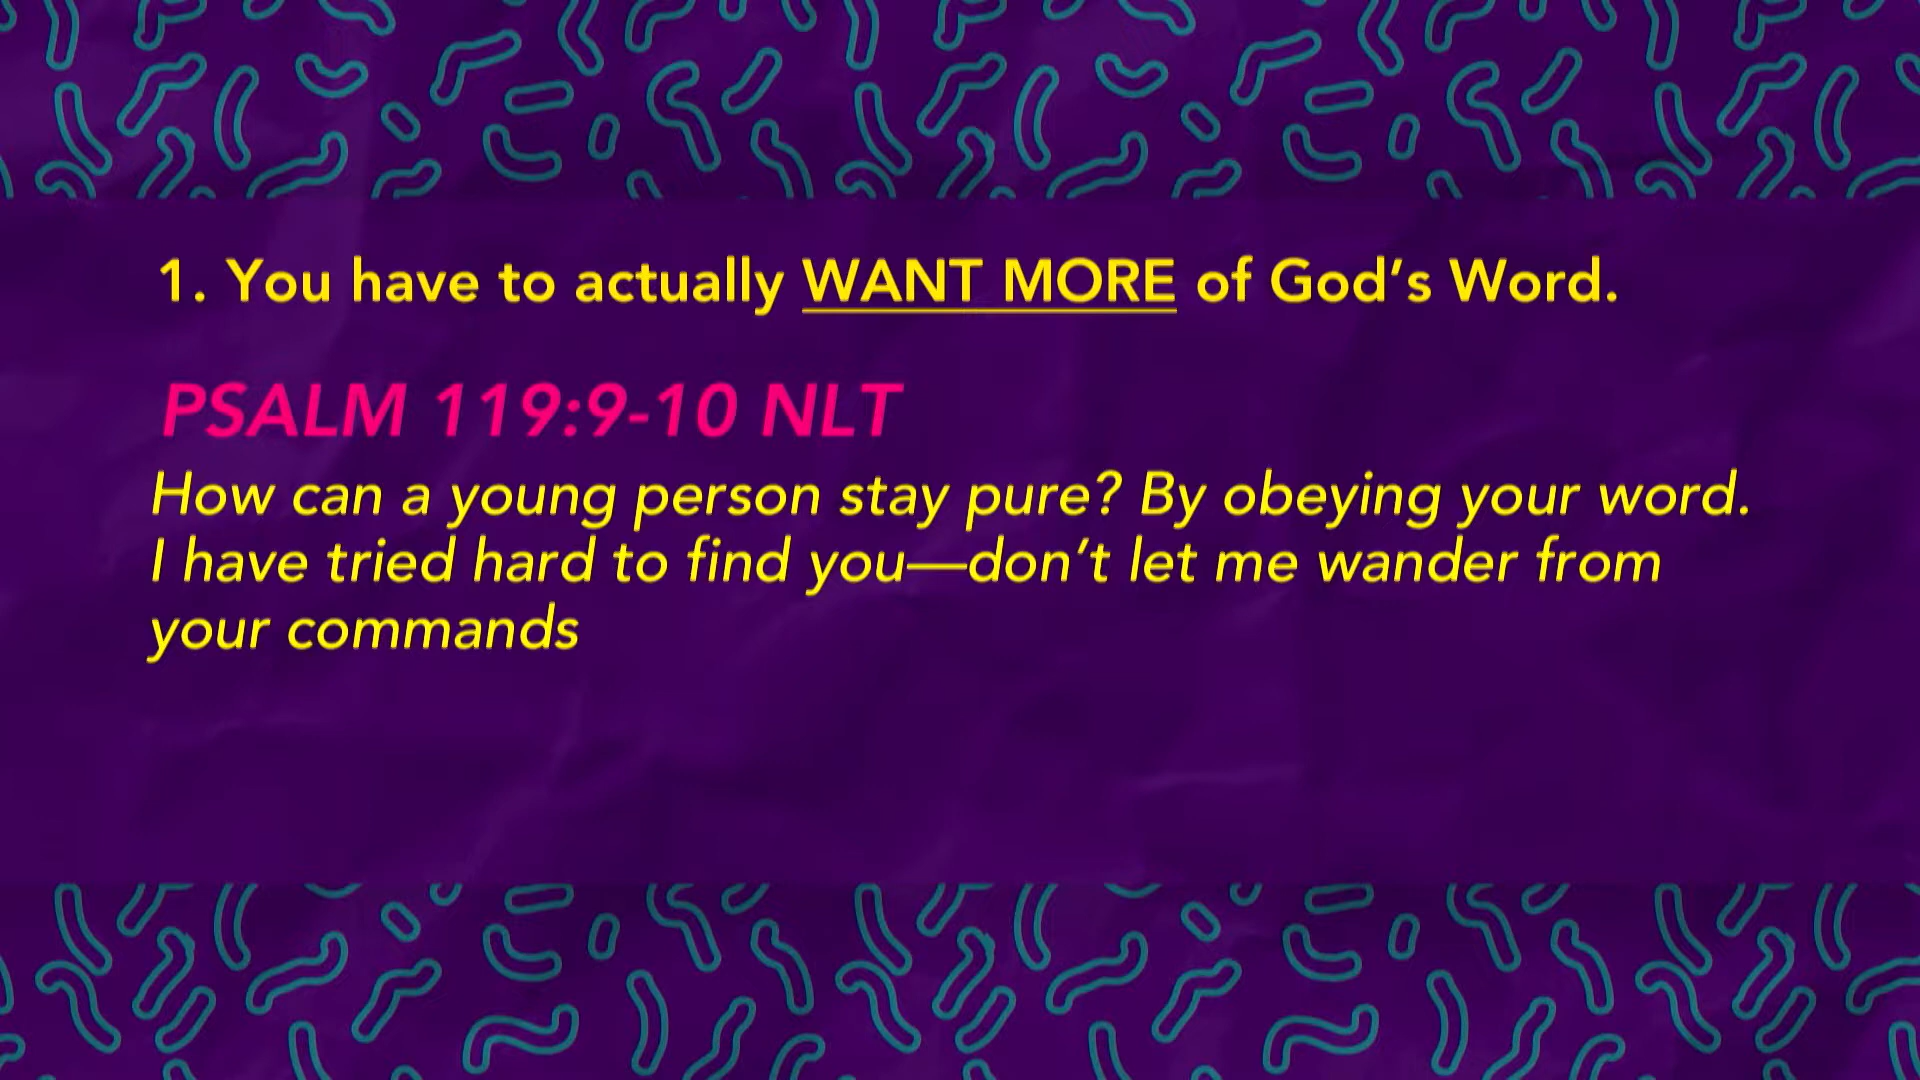 1. You have to actually WANT MORE of God’s Word.
PSALM 119:9-10 NLT
How can a young person stay pure? By obeying your word.
I have tried hard to find you—don’t let me wander from
your commands